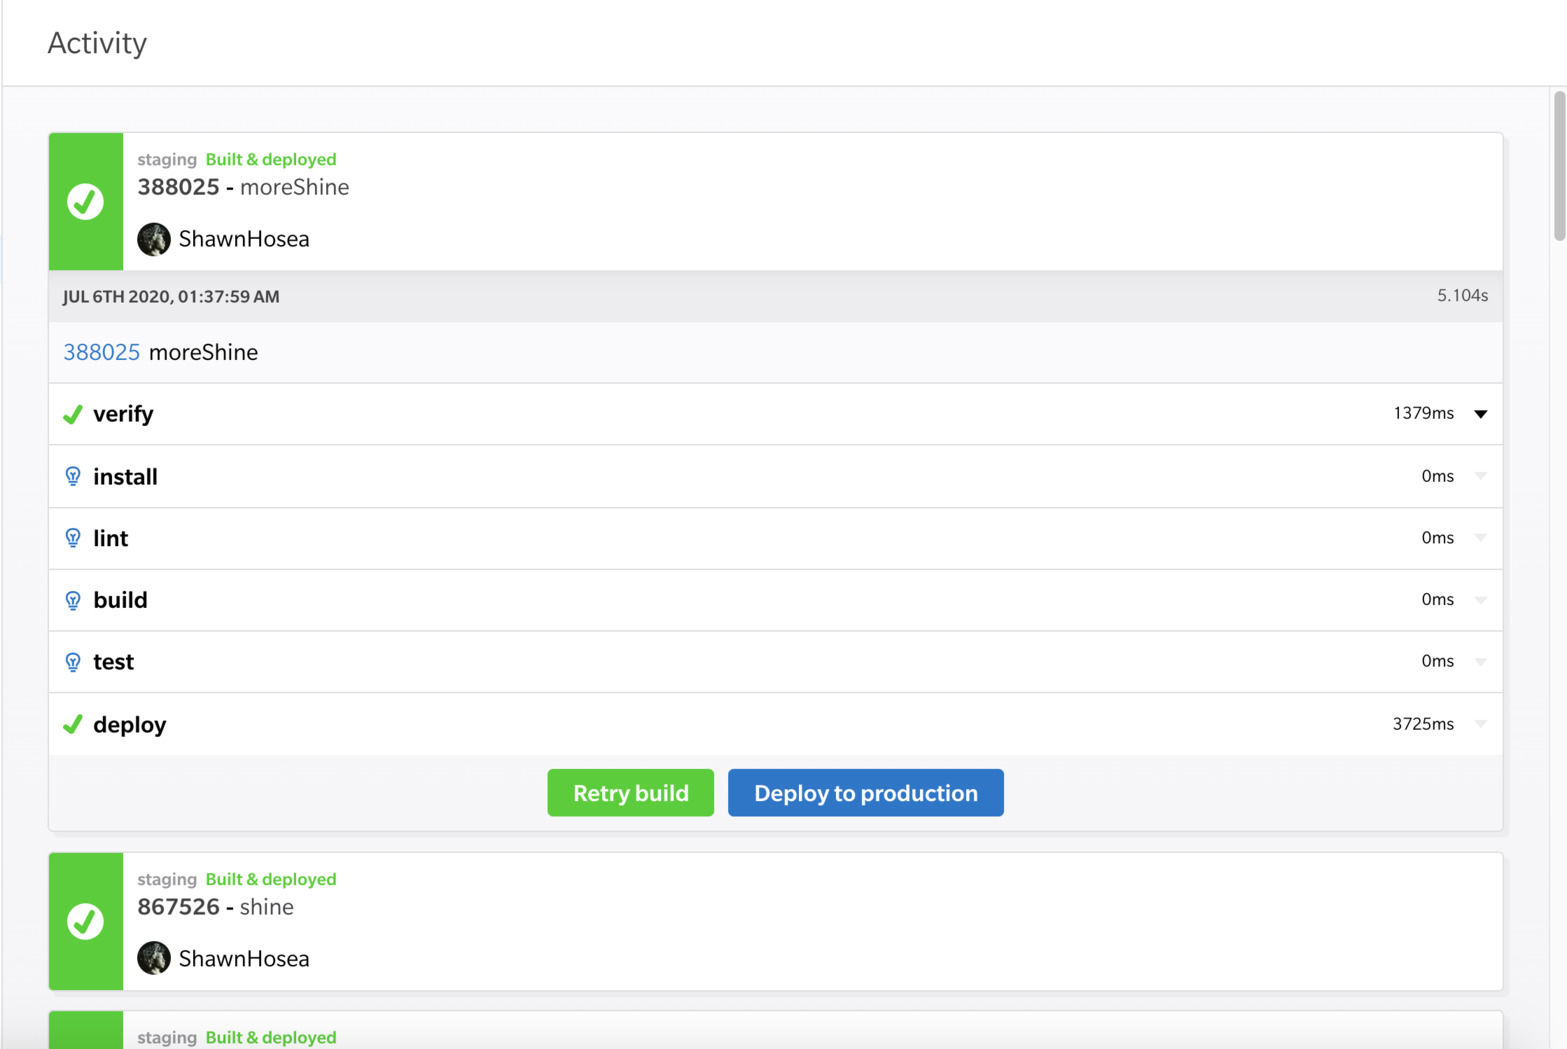 Activity
staging Built & deployed
388025 - moreShine
ShawnHosea
JUL 6TH 2020, 01:37:59 AM 5.104s
388025 moreShine
verify 1379ms
install 0ms
lint 0ms
build 0ms
test 0ms
deploy 3725ms
Retry build Deploy to production
staging Built & deployed
867526 - shine
ShawnHosea
staging Built & deployed